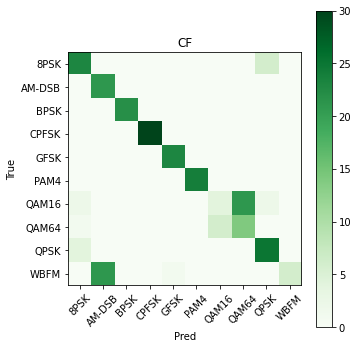 CF
8PSK
AM-DSB
BPSK
CPFSK
GFSK
PAM4
QAM16
QAM64
QPSK
WBFM
True
8PSK
AM-DSB
BPSK
CPFSK
GFSK
PAM4
QAM16
QAM64
QPSK
WBFM
Pred
30
25
20
15
10
5
0